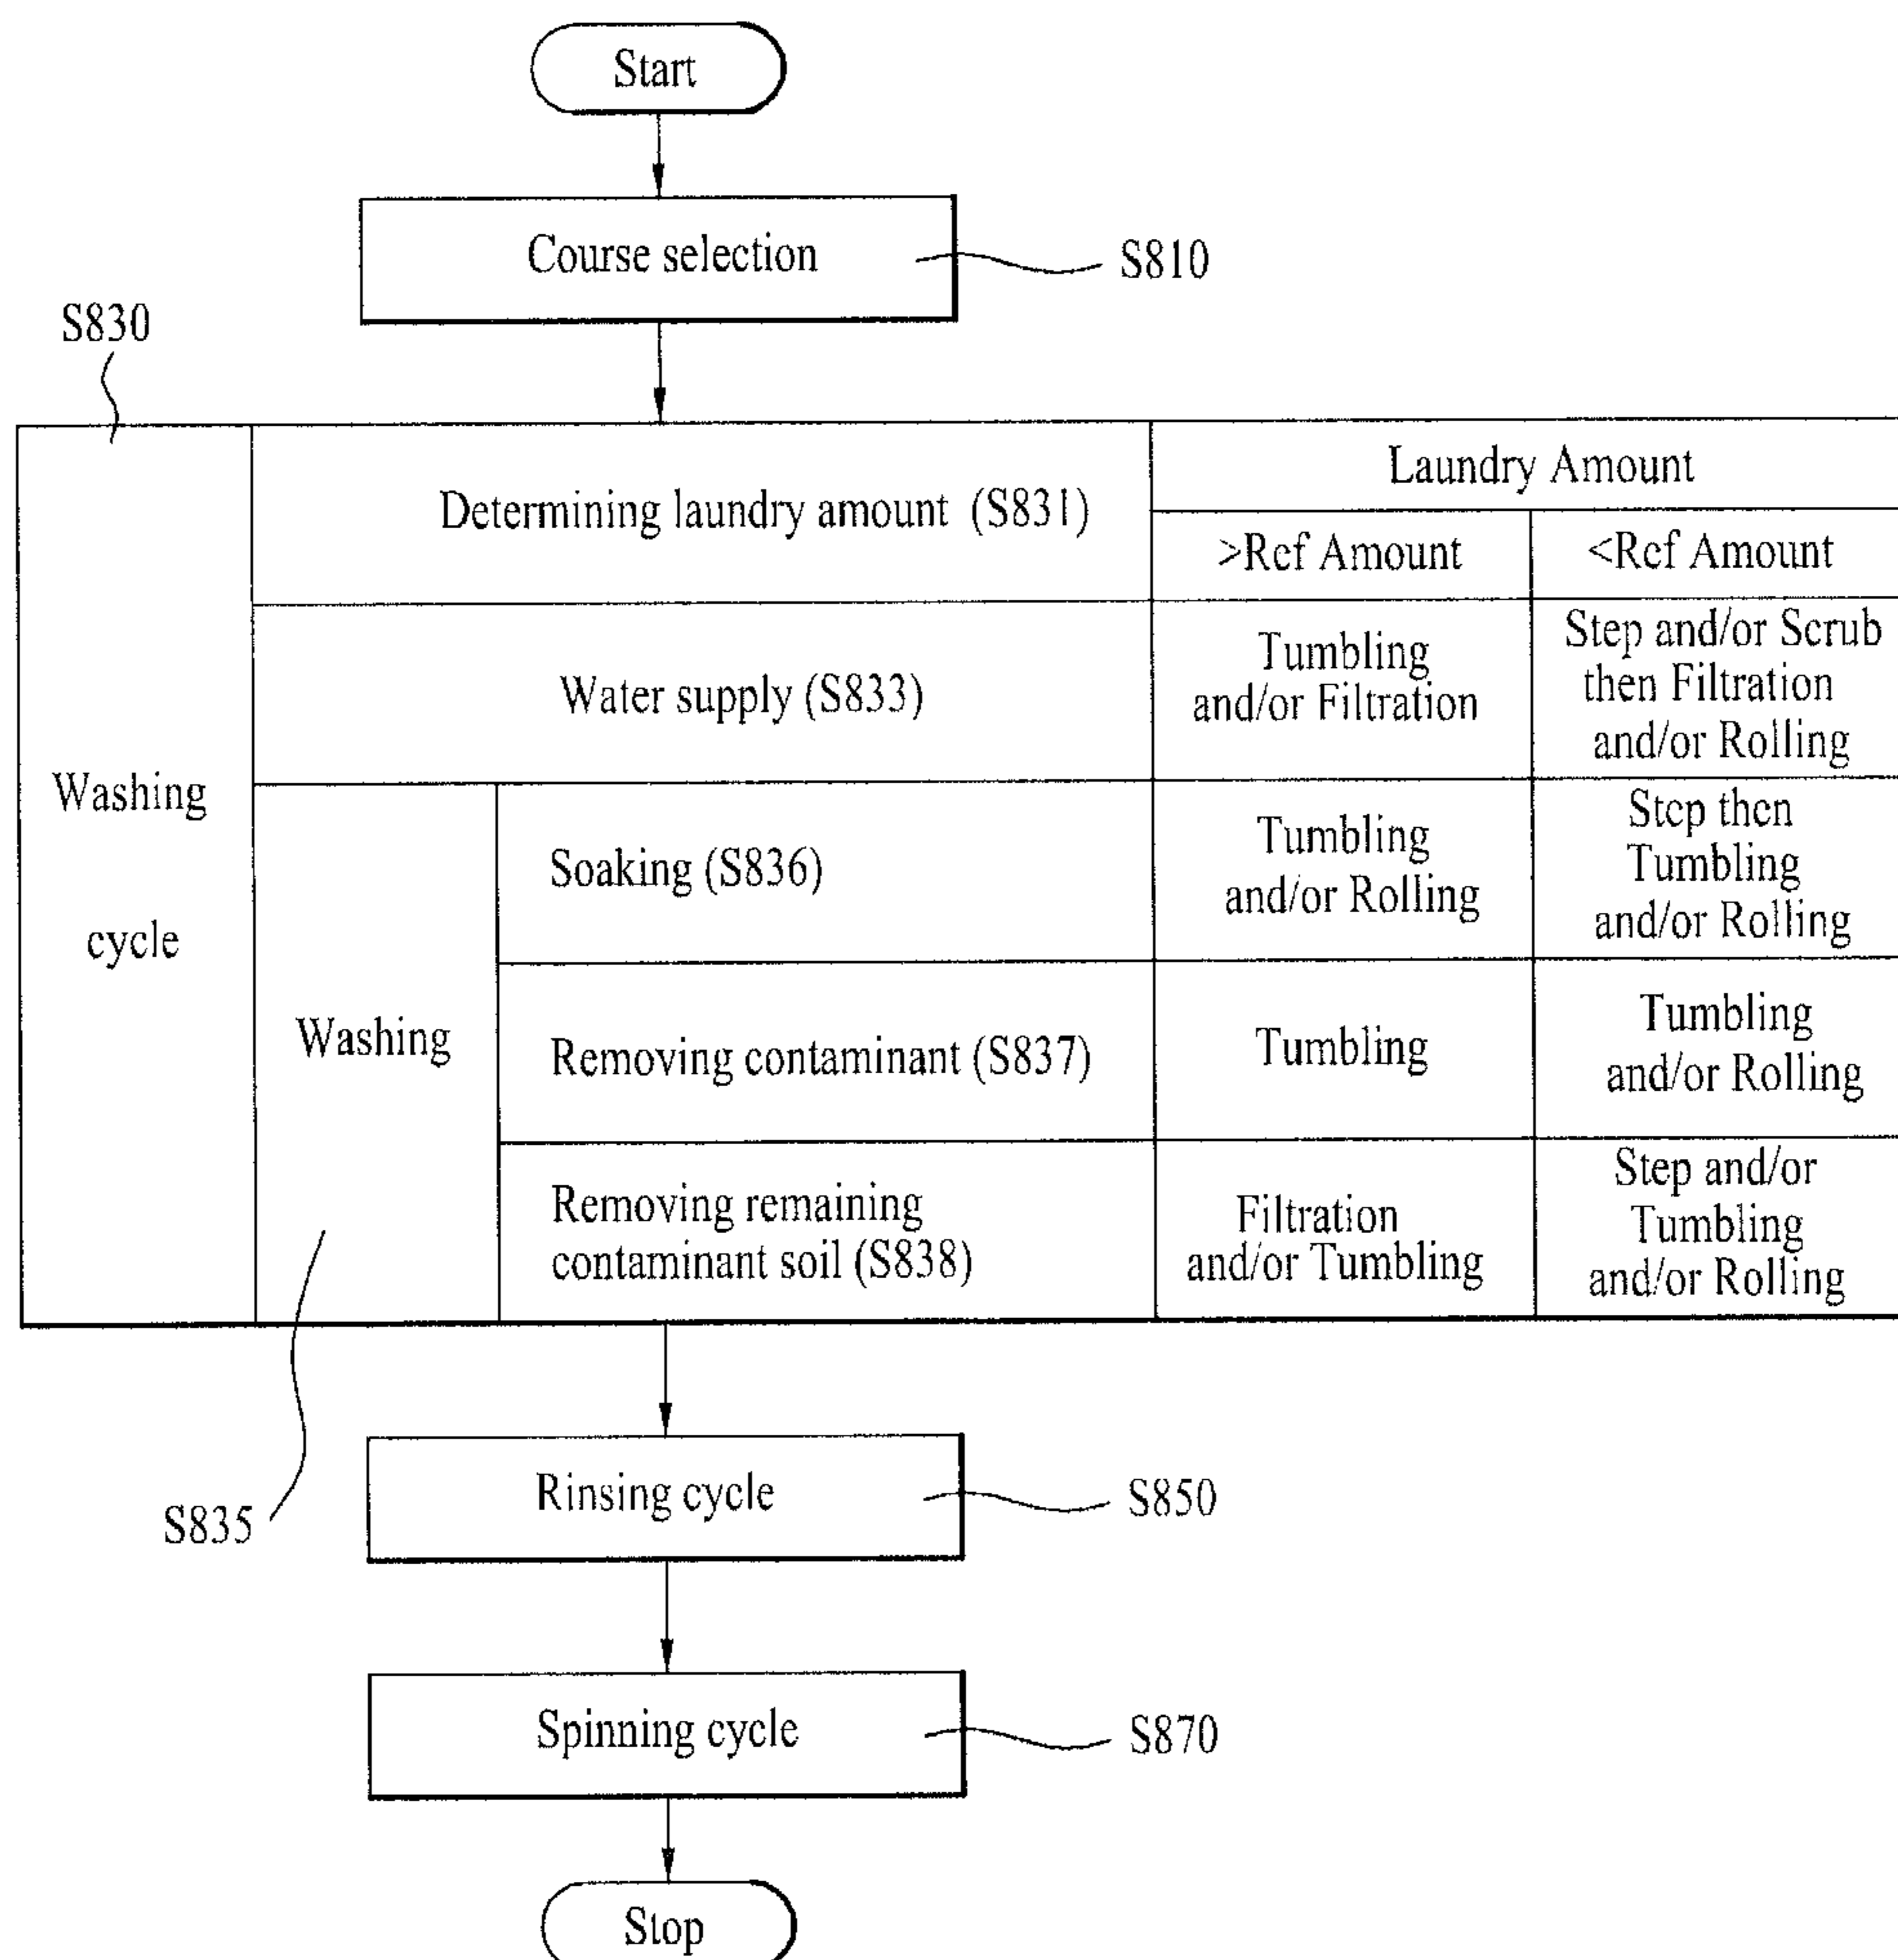 Start
Course selection
S810
S830
Laundry Amount
Determining laundry amount (S831)
>Ref Amount
<Ref Amount
Water supply (S833)
Tumbling
and/or Filtration
Step and/or Scrub
then Filtration
and/or Rolling
Washing
cycle
Washing
Soaking (S836)
Tumbling
and/or Rolling
Step then
Tumbling
and/or Rolling
Removing contaminant (S837)
Tumbling
Tumbling
and/or Rolling
Removing remaining
contaminant soil (S838)
Filtration
and/or Tumbling
Step and/or
Tumbling
and/or Rolling
S835
Rinsing cycle
S850
Spinning cycle
S870
Stop